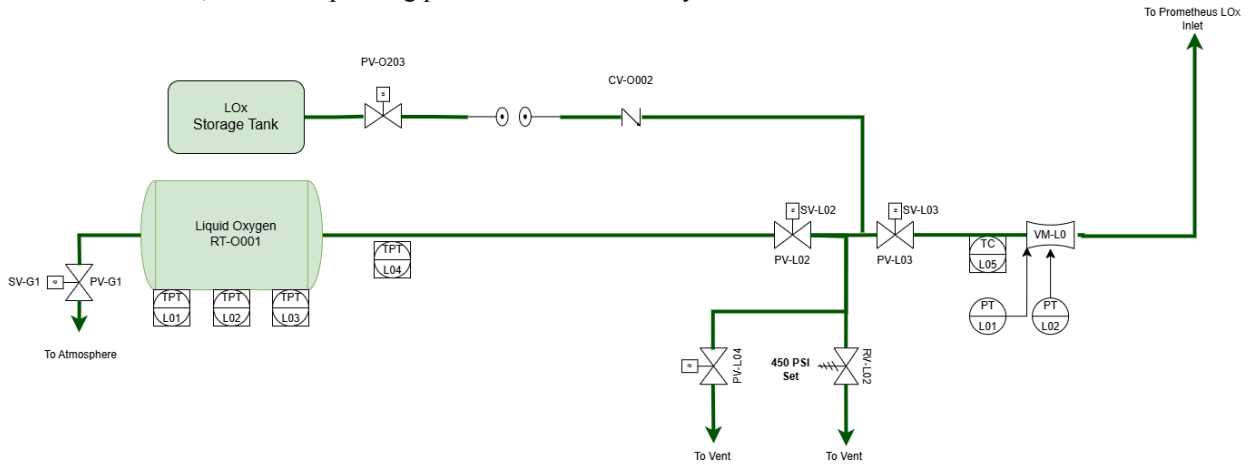 To Prometheus LOx
Inlet
PV-O203
CV-O002
LOx
Storage Tank
Liquid Oxygen
RT-O001
SV-L02
SV-L03
TPT
L04
PV-L02
PV-L03
TC
L05
VM-L0
SV-G1
PV-G1
TPT
L01
TPT
L02
TPT
L03
PT
L01
PT
L02
To Atmosphere
PV-L04
450 PSI
Set
RV-L02
To Vent
To Vent